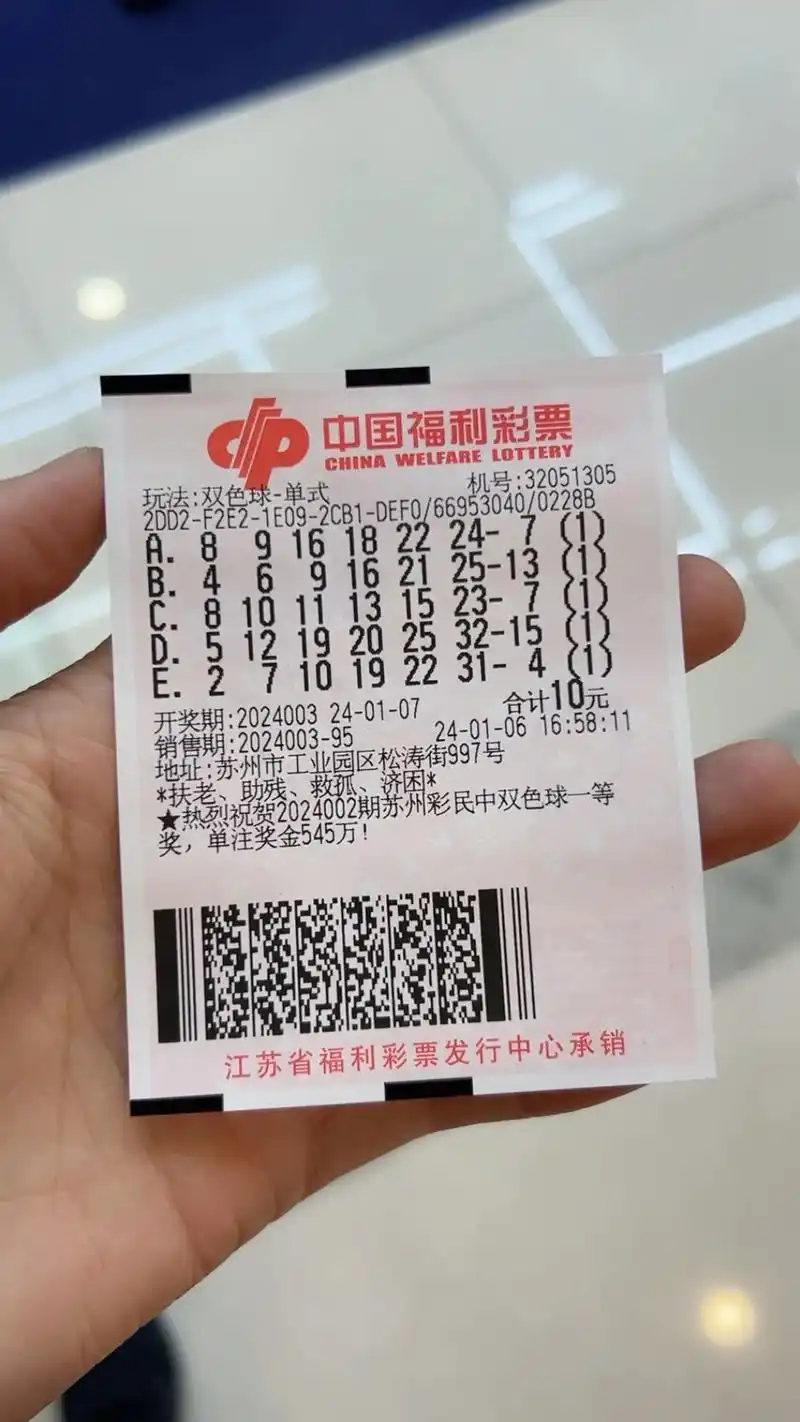 中国福利彩票
CHINA WELFARE LOTTERY
玩法:双色球-单式 机号:32051305
2DD2-F2E2-1E09-2CB1-DEF0/66953040/0228B
A. 8 9 16 18 22 24- 7 (1)
B. 4 6 9 16 21 25-13 (1)
C. 8 10 11 13 15 23- 7 (1)
D. 5 12 19 20 25 32-15 (1)
E. 2 7 10 19 22 31- 4 (1)
开奖期:2024003 24-01-07 合计10元
销售期:2024003-95 24-01-06 16:58:11
地址:苏州市工业园区松涛街997号
*扶老、助残、救孤、济困*
★热烈祝贺2024002期苏州彩民中双色球一等
奖,单注奖金545万!
江苏省福利彩票发行中心承销